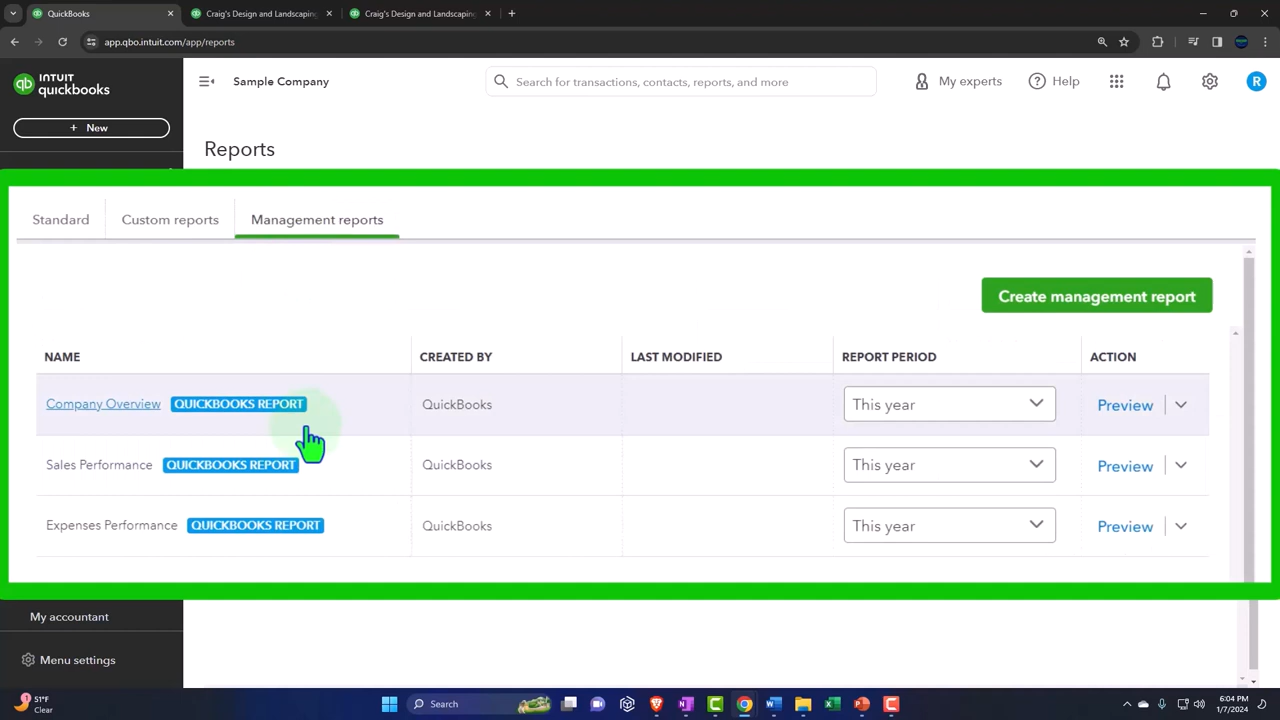 QuickBooks
Craig's Design and Landscaping
Craig's Design and Landscaping
app.qbo.intuit.com/app/reports
INTUIT
quickbooks
Sample Company
Search for transactions, contacts, reports, and more
My experts
Help
R
+ New
Reports
Standard
Custom reports
Management reports
Create management report
NAME CREATED BY LAST MODIFIED REPORT PERIOD ACTION
Company Overview QUICKBOOKS REPORT QuickBooks This year Preview
Sales Performance QUICKBOOKS REPORT QuickBooks This year Preview
Expenses Performance QUICKBOOKS REPORT QuickBooks This year Preview
My accountant
Menu settings
51°F
Clear
Search
6:04 PM
1/7/2024